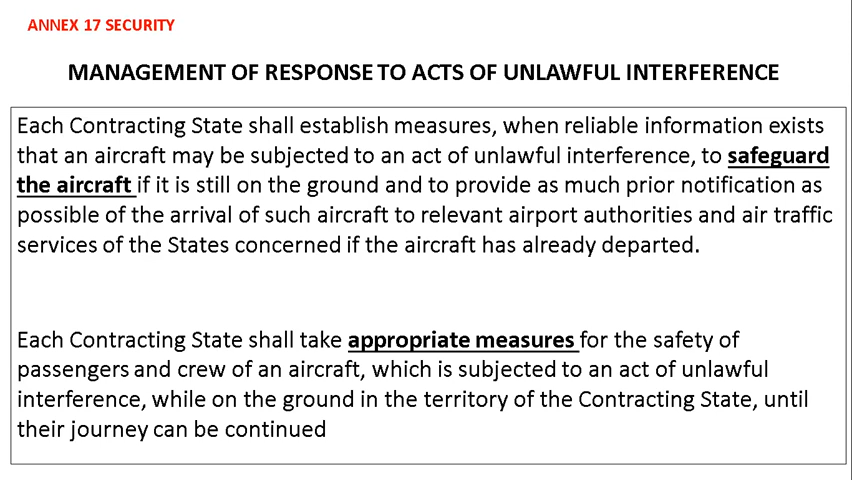 ANNEX 17 SECURITY
MANAGEMENT OF RESPONSE TO ACTS OF UNLAWFUL INTERFERENCE
Each Contracting State shall establish measures, when reliable information exists
that an aircraft may be subjected to an act of unlawful interference, to safeguard
the aircraft if it is still on the ground and to provide as much prior notification as
possible of the arrival of such aircraft to relevant airport authorities and air traffic
services of the States concerned if the aircraft has already departed.
Each Contracting State shall take appropriate measures for the safety of
passengers and crew of an aircraft, which is subjected to an act of unlawful
interference, while on the ground in the territory of the Contracting State, until
their journey can be continued